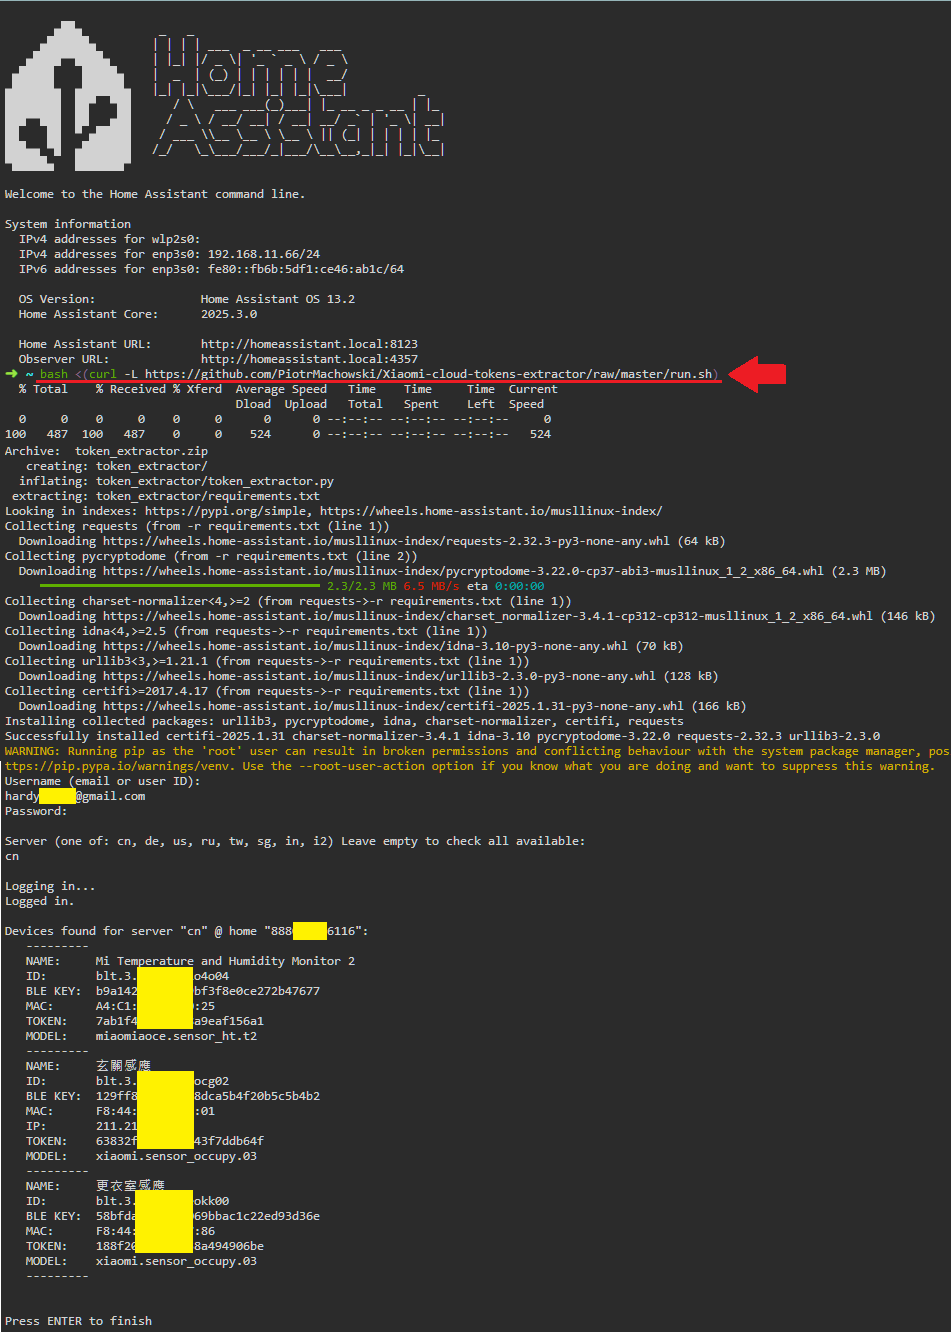 Home
Assistant
Welcome to the Home Assistant command line.
System information
IPv4 addresses for wlp2s0:
IPv4 addresses for enp3s0: 192.168.11.66/24
IPv6 addresses for enp3s0: fe80::fb6b:5df1:ce46:ab1c/64
OS Version: Home Assistant OS 13.2
Home Assistant Core: 2025.3.0
Home Assistant URL: http://homeassistant.local:8123
Observer URL: http://homeassistant.local:4357
➜ ~ bash <(curl -L https://github.com/PiotrMachowski/Xiaomi-cloud-tokens-extractor/raw/master/run.sh)
% Total % Received % Xferd Average Speed Time Time Time Current
Dload Upload Total Spent Left Speed
0 0 0 0 0 0 0 0 --:--:-- --:--:-- --:--:-- 0
100 487 100 487 0 0 524 0 --:--:-- --:--:-- --:--:-- 524
Archive: token_extractor.zip
creating: token_extractor/
inflating: token_extractor/token_extractor.py
extracting: token_extractor/requirements.txt
Looking in indexes: https://pypi.org/simple, https://wheels.home-assistant.io/musllinux-index/
Collecting requests (from -r requirements.txt (line 1))
Downloading https://wheels.home-assistant.io/musllinux-index/requests-2.32.3-py3-none-any.whl (64 kB)
Collecting pycryptodome (from -r requirements.txt (line 2))
Downloading https://wheels.home-assistant.io/musllinux-index/pycryptodome-3.22.0-cp37-abi3-musllinux_1_2_x86_64.whl (2.3 MB)
2.3/2.3 MB 6.5 MB/s eta 0:00:00
Collecting charset-normalizer<4,>=2 (from requests->-r requirements.txt (line 1))
Downloading https://wheels.home-assistant.io/musllinux-index/charset_normalizer-3.4.1-cp312-cp312-musllinux_1_2_x86_64.whl (146 kB)
Collecting idna<4,>=2.5 (from requests->-r requirements.txt (line 1))
Downloading https://wheels.home-assistant.io/musllinux-index/idna-3.10-py3-none-any.whl (70 kB)
Collecting urllib3<3,>=1.21.1 (from requests->-r requirements.txt (line 1))
Downloading https://wheels.home-assistant.io/musllinux-index/urllib3-2.3.0-py3-none-any.whl (128 kB)
Collecting certifi>=2017.4.17 (from requests->-r requirements.txt (line 1))
Downloading https://wheels.home-assistant.io/musllinux-index/certifi-2025.1.31-py3-none-any.whl (166 kB)
Installing collected packages: urllib3, pycryptodome, idna, charset-normalizer, certifi, requests
Successfully installed certifi-2025.1.31 charset-normalizer-3.4.1 idna-3.10 pycryptodome-3.22.0 requests-2.32.3 urllib3-2.3.0
WARNING: Running pip as the 'root' user can result in broken permissions and conflicting behaviour with the system package manager, pos
ttps://pip.pypa.io/warnings/venv. Use the --root-user-action option if you know what you are doing and want to suppress this warning.
Username (email or user ID):
hardy @gmail.com
Password:
Server (one of: cn, de, us, ru, tw, sg, in, i2) Leave empty to check all available:
cn
Logging in...
Logged in.
Devices found for server "cn" @ home "888 6116":
---------
NAME: Mi Temperature and Humidity Monitor 2
ID: blt.3. o4o04
BLE KEY: b9a142 bf3f8e0ce272b47677
MAC: A4:C1: :25
TOKEN: 7ab1f4 a9eaf156a1
MODEL: miaomiaoce.sensor_ht.t2
---------
NAME: 玄關感應
ID: blt.3. ocg02
BLE KEY: 129ff8 8dca5b4f20b5c5b4b2
MAC: F8:44: :01
IP: 211.21
TOKEN: 63832f 43f7ddb64f
MODEL: xiaomi.sensor_occupy.03
---------
NAME: 更衣室感應
ID: blt.3. okk00
BLE KEY: 58bfda 69bbac1c22ed93d36e
MAC: F8:44: :86
TOKEN: 188f20 8a494906be
MODEL: xiaomi.sensor_occupy.03
---------
Press ENTER to finish